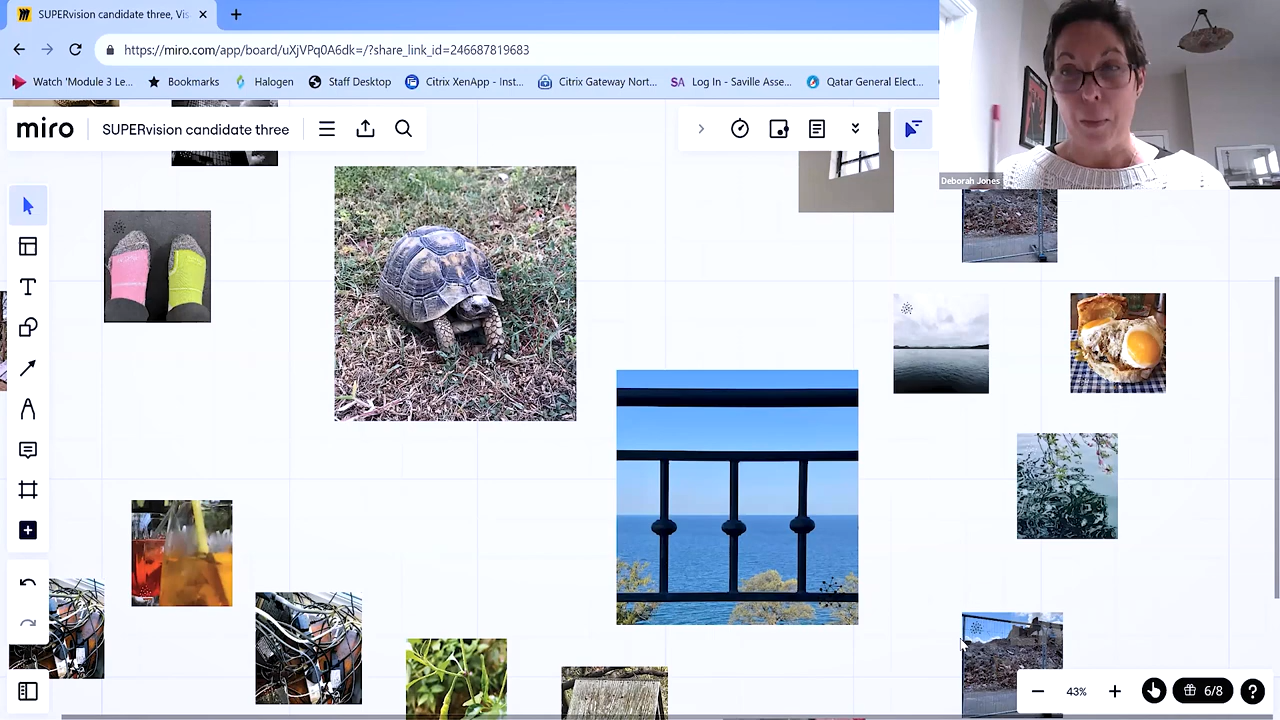 SUPERvision candidate three, Vis
https://miro.com/app/board/uXjVPq0A6dk=/?share_link_id=246687819683
Watch 'Module 3 Le... Bookmarks Halogen Staff Desktop Citrix XenApp - Inst... Citrix Gateway Nort... SA Log In - Saville Asse... Qatar General Elect...
miro SUPERvision candidate three
Deborah Jones
43% 6/8